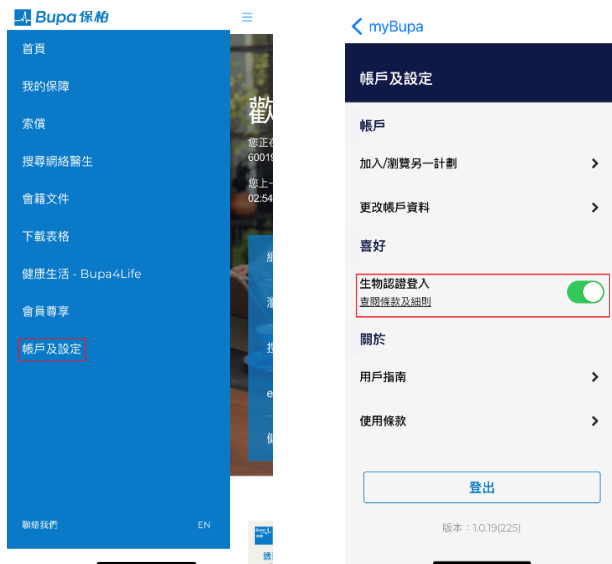 Bupa保柏
首頁
我的保障
索償
搜尋網絡醫生
會籍文件
下載表格
健康生活 - Bupa4Life
會員尊享
帳戶及設定
聯絡我們 EN
歡
您正在
60019
您上一
02:54
myBupa
帳戶及設定
帳戶
加入/瀏覽另一計劃
更改帳戶資料
喜好
生物認證登入
查閱條款及細則
關於
用戶指南
使用條款
登出
版本：1.0.19(225)